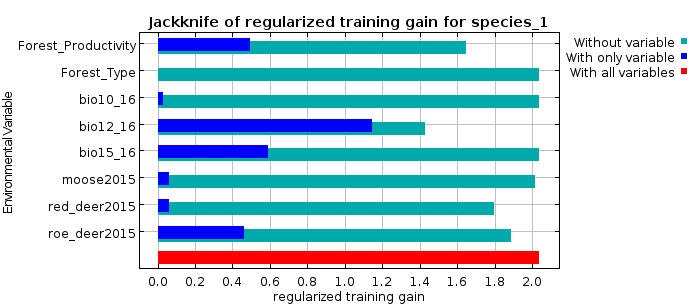 Jackknife of regularized training gain for species_1
Without variable
With only variable
With all variables
Environmental Variable
Forest_Productivity
Forest_Type
bio10_16
bio12_16
bio15_16
moose2015
red_deer2015
roe_deer2015
0.0 0.2 0.4 0.6 0.8 1.0 1.2 1.4 1.6 1.8 2.0
regularized training gain